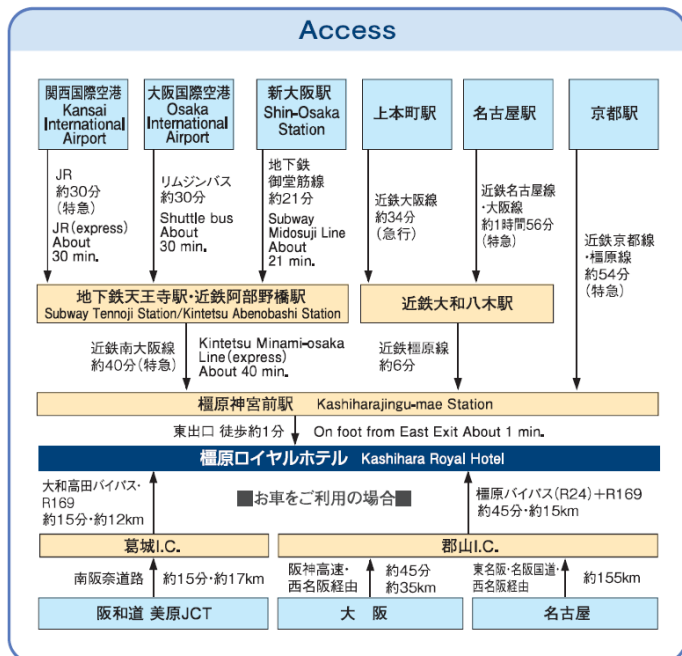 Access
関西国際空港
Kansai
International
Airport
大阪国際空港
Osaka
International
Airport
新大阪駅
Shin-Osaka
Station
上本町駅
名古屋駅
京都駅
JR
約30分
(特急)
JR(express)
About
30 min.
リムジンバス
約30分
Shuttle bus
About
30 min.
地下鉄
御堂筋線
約21分
Subway
Midosuji Line
About
21 min.
近鉄大阪線
約34分
(急行)
近鉄名古屋線
・大阪線
約1時間56分
(特急)
近鉄京都線
・橿原線
約54分
(特急)
地下鉄天王寺駅・近鉄阿部野橋駅
Subway Tennoji Station/Kintetsu Abenobashi Station
近鉄大和八木駅
近鉄南大阪線
約40分(特急)
Kintetsu Minami-osaka
Line(express)
About 40 min.
近鉄橿原線
約6分
橿原神宮前駅 Kashiharajingu-mae Station
東出口 徒歩約1分 On foot from East Exit About 1 min.
橿原ロイヤルホテル Kashihara Royal Hotel
大和高田バイパス・
R169
約15分・約12km
■お車をご利用の場合■
橿原バイパス(R24)+R169
約45分・約15km
葛城I.C.
郡山I.C.
南阪奈道路 約15分・約17km
阪神高速・
西名阪経由
約45分
約35km
東名阪・名阪国道・
西名阪経由
約155km
阪和道 美原JCT
大 阪
名古屋